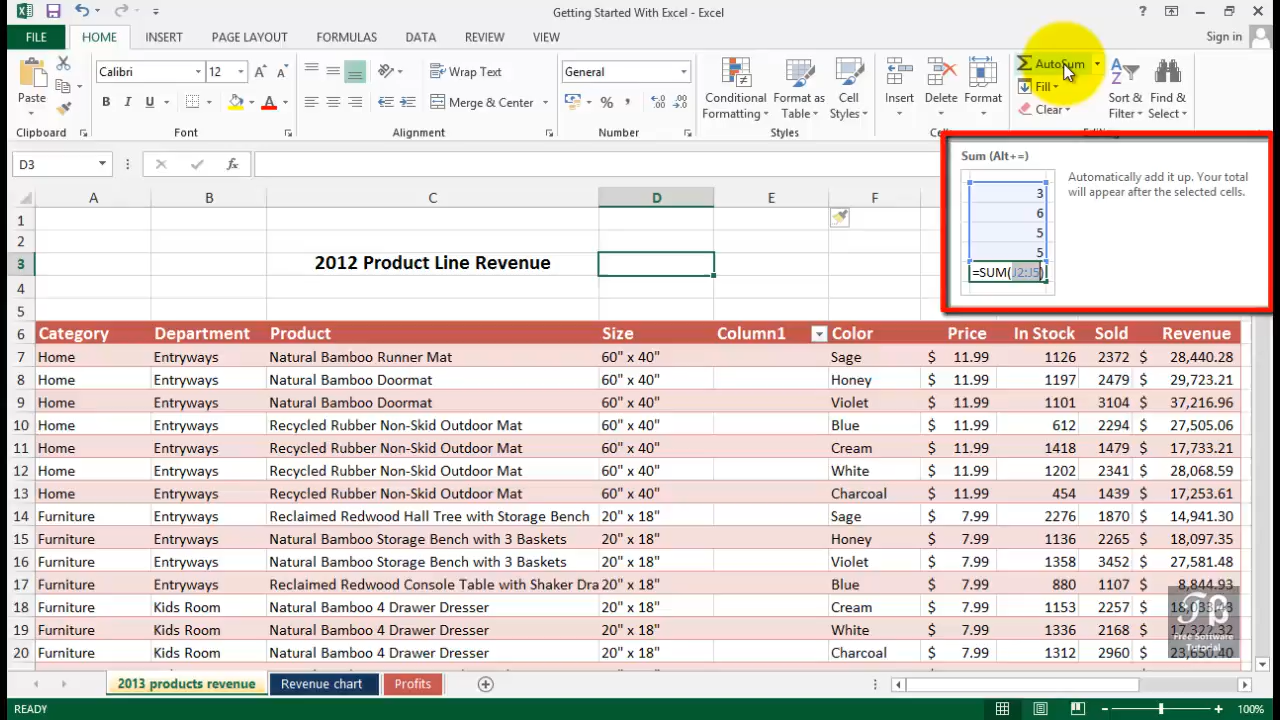 Getting Started With Excel - Excel
FILE HOME INSERT PAGE LAYOUT FORMULAS DATA REVIEW VIEW Sign in
Paste Calibri 12 A A Wrap Text General Conditional Formatting Format as Table Cell Styles Insert Delete Format AutoSum Fill Clear Sort & Filter Find & Select
B I U A Merge & Center $ % ,
Clipboard Font Alignment Number Styles
D3 fx
Sum (Alt+=)
Automatically add it up. Your total
will appear after the selected cells.
3
6
5
5
=SUM(J2:J5)
A B C D E F
1
2
3 2012 Product Line Revenue
4
5
6 Category Department Product Size Column1 Color Price In Stock Sold Revenue
7 Home Entryways Natural Bamboo Runner Mat 60" x 40" Sage $ 11.99 1126 2372 $ 28,440.28
8 Home Entryways Natural Bamboo Doormat 60" x 40" Honey $ 11.99 1197 2479 $ 29,723.21
9 Home Entryways Natural Bamboo Doormat 60" x 40" Violet $ 11.99 1101 3104 $ 37,216.96
10 Home Entryways Recycled Rubber Non-Skid Outdoor Mat 60" x 40" Blue $ 11.99 612 2294 $ 27,505.06
11 Home Entryways Recycled Rubber Non-Skid Outdoor Mat 60" x 40" Cream $ 11.99 1418 1479 $ 17,733.21
12 Home Entryways Recycled Rubber Non-Skid Outdoor Mat 60" x 40" White $ 11.99 1202 2341 $ 28,068.59
13 Home Entryways Recycled Rubber Non-Skid Outdoor Mat 60" x 40" Charcoal $ 11.99 454 1439 $ 17,253.61
14 Furniture Entryways Reclaimed Redwood Hall Tree with Storage Bench 20" x 18" Sage $ 7.99 2276 1870 $ 14,941.30
15 Furniture Entryways Natural Bamboo Storage Bench with 3 Baskets 20" x 18" Honey $ 7.99 1136 2265 $ 18,097.35
16 Furniture Entryways Natural Bamboo Storage Bench with 3 Baskets 20" x 18" Violet $ 7.99 1358 3452 $ 27,581.48
17 Furniture Entryways Reclaimed Redwood Console Table with Shaker Dra 20" x 18" Blue $ 7.99 880 1107 $ 8,844.93
18 Furniture Kids Room Natural Bamboo 4 Drawer Dresser 20" x 18" Cream $ 7.99 1153 2257 $ 18,033.43
19 Furniture Kids Room Natural Bamboo 4 Drawer Dresser 20" x 18" White $ 7.99 1336 2168 $ 17,322.32
20 Furniture Kids Room Natural Bamboo 4 Drawer Dresser 20" x 18" Charcoal $ 7.99 1312 2960 $ 23,650.40
Free Software
Tutorial
2013 products revenue Revenue chart Profits
READY 100%